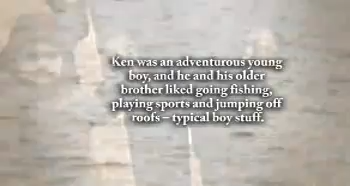 Ken was an adventurous young
boy, and he and his older
brother liked going fishing,
playing sports and jumping off
roofs – typical boy stuff.